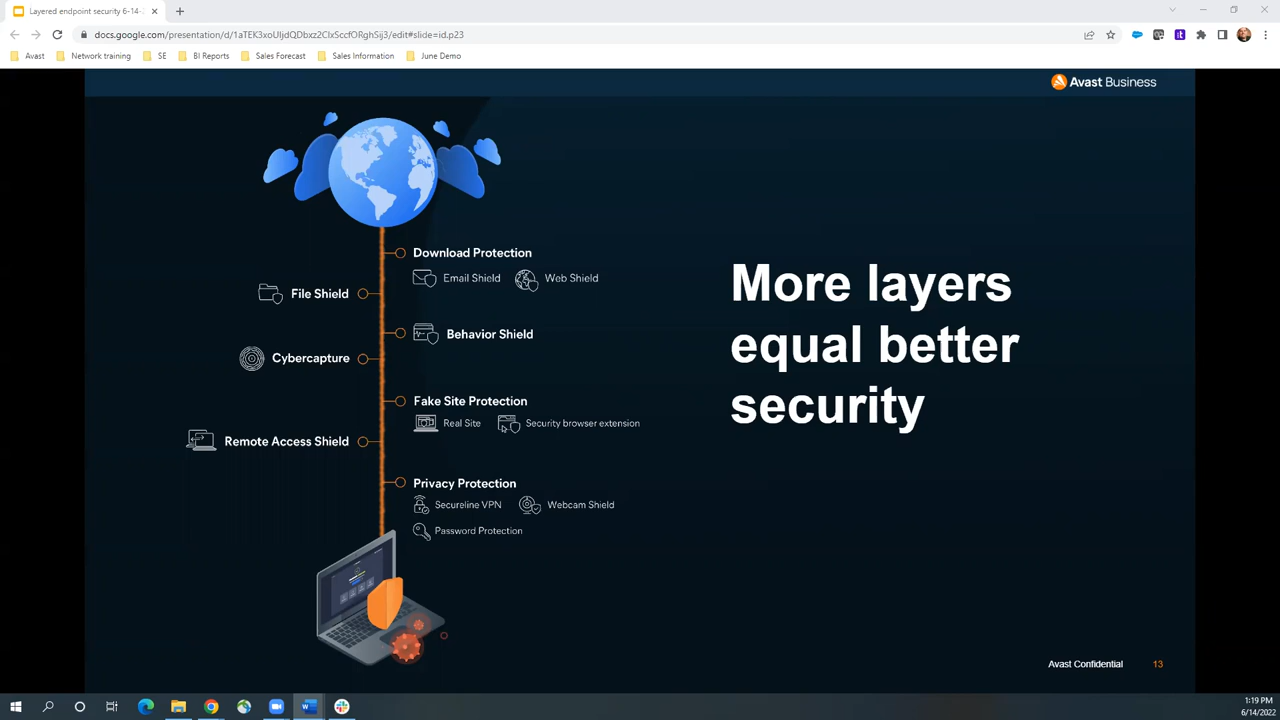 Layered endpoint security 6-14-
docs.google.com/presentation/d/1aTEK3xoUljdQDbxz2ClxSccfORghSij3/edit#slide=id.p23
Avast
Network training
SE
BI Reports
Sales Forecast
Sales Information
June Demo
Avast Business
Download Protection
Email Shield
Web Shield
File Shield
Behavior Shield
Cybercapture
Fake Site Protection
Real Site
Security browser extension
Remote Access Shield
Privacy Protection
Secureline VPN
Webcam Shield
Password Protection
More layers
equal better
security
Avast Confidential
13
1:19 PM
6/14/2022